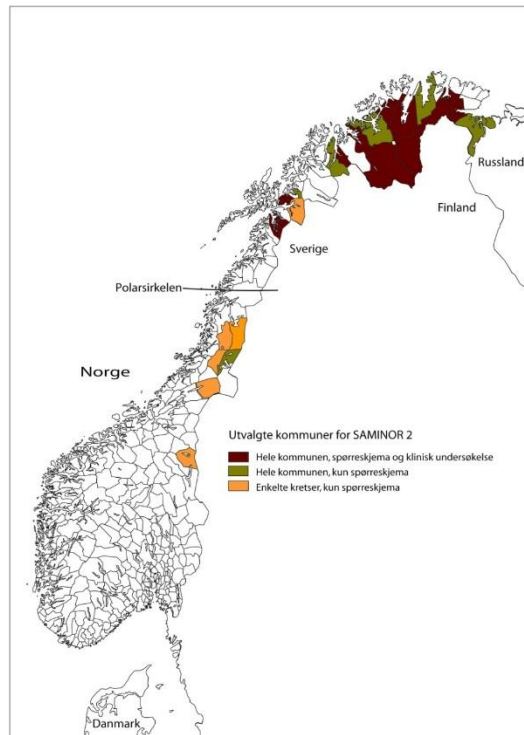 Russland
Finland
Sverige
Polarsirkelen
Norge
Utvalgte kommuner for SAMINOR 2
Hele kommunen, spørreskjema og klinisk undersøkelse
Hele kommunen, kun spørreskjema
Enkelte kretser, kun spørreskjema
Danmark